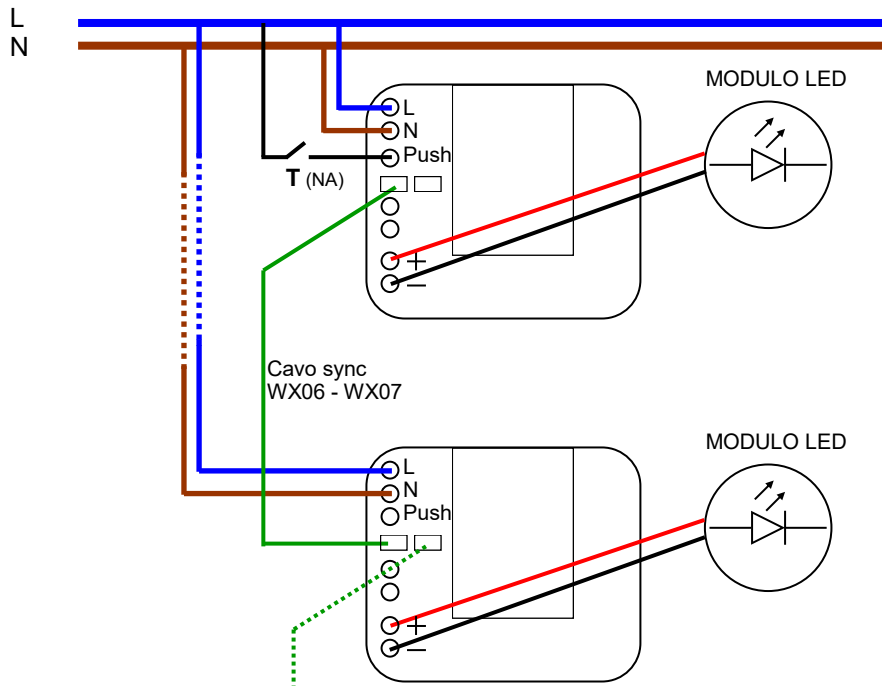 L
N
MODULO LED
L
N
Push
T (NA)
+
−
Cavo sync
WX06 - WX07
MODULO LED
L
N
Push
+
−